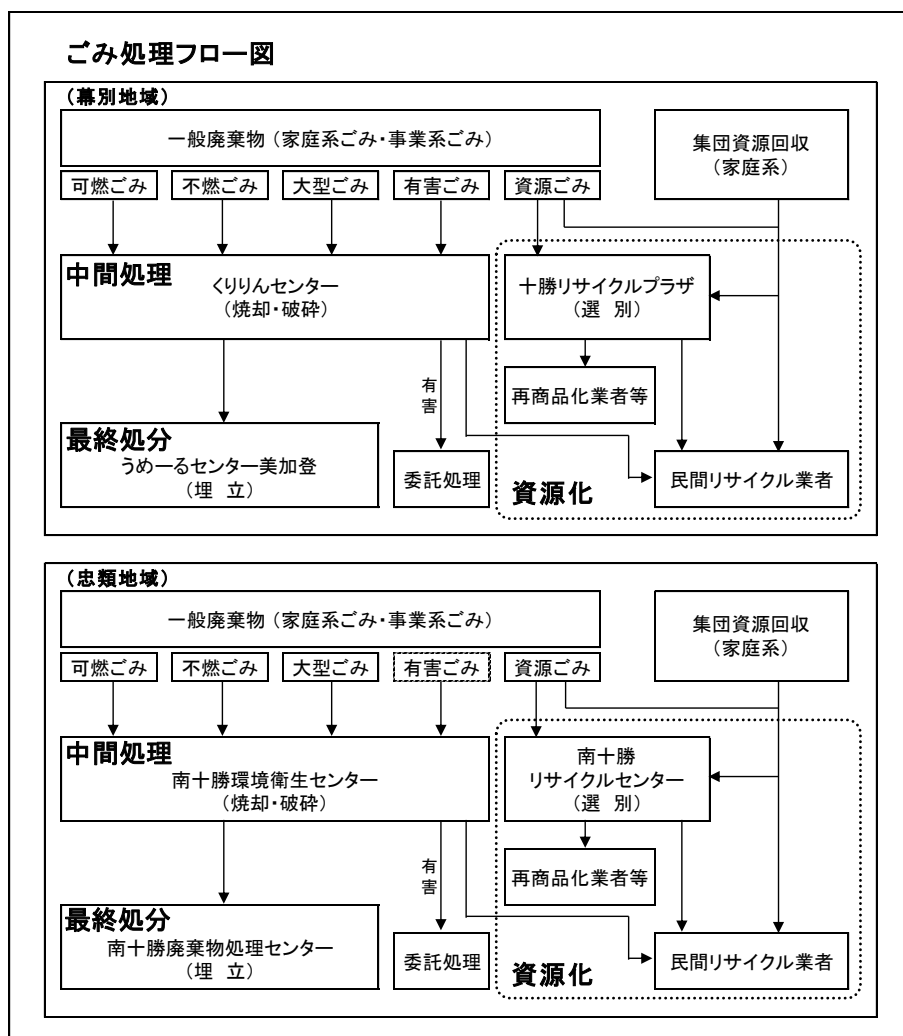 ごみ処理フロー図
（幕別地域）
一般廃棄物（家庭系ごみ・事業系ごみ）
集団資源回収
（家庭系）
可燃ごみ
不燃ごみ
大型ごみ
有害ごみ
資源ごみ
中間処理
くりりんセンター
（焼却・破砕）
十勝リサイクルプラザ
（選　別）
有害
再商品化業者等
最終処分
うめーるセンター美加登
（埋　立）
委託処理
資源化
民間リサイクル業者
（忠類地域）
一般廃棄物（家庭系ごみ・事業系ごみ）
集団資源回収
（家庭系）
可燃ごみ
不燃ごみ
大型ごみ
有害ごみ
資源ごみ
中間処理
南十勝環境衛生センター
（焼却・破砕）
南十勝
リサイクルセンター
（選　別）
有害
再商品化業者等
最終処分
南十勝廃棄物処理センター
（埋　立）
委託処理
資源化
民間リサイクル業者